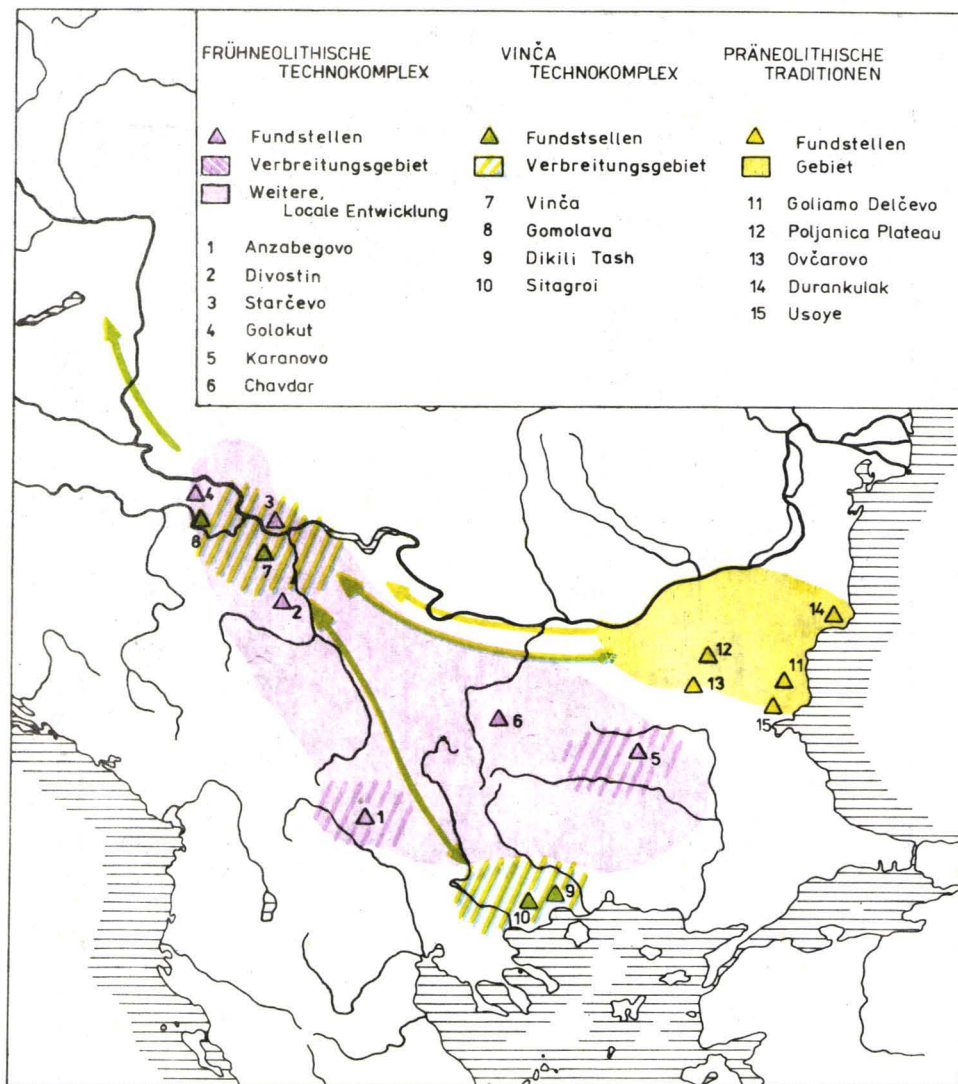 FRÜHNEOLITHISCHE
TECHNOKOMPLEX
Fundstellen
Verbreitungsgebiet
Weitere,
Locale Entwicklung
1 Anzabegovo
2 Divostin
3 Starčevo
4 Golokut
5 Karanovo
6 Chavdar
VINČA
TECHNOKOMPLEX
Fundstsellen
Verbreitungsgebiet
7 Vinča
8 Gomolava
9 Dikili Tash
10 Sitagroi
PRÄNEOLITHISCHE
TRADITIONEN
Fundstellen
Gebiet
11 Goliamo Delčevo
12 Poljanica Plateau
13 Ovčarovo
14 Durankulak
15 Usoye
4
3
8
7
2
14
12
11
13
15
6
5
1
9
10